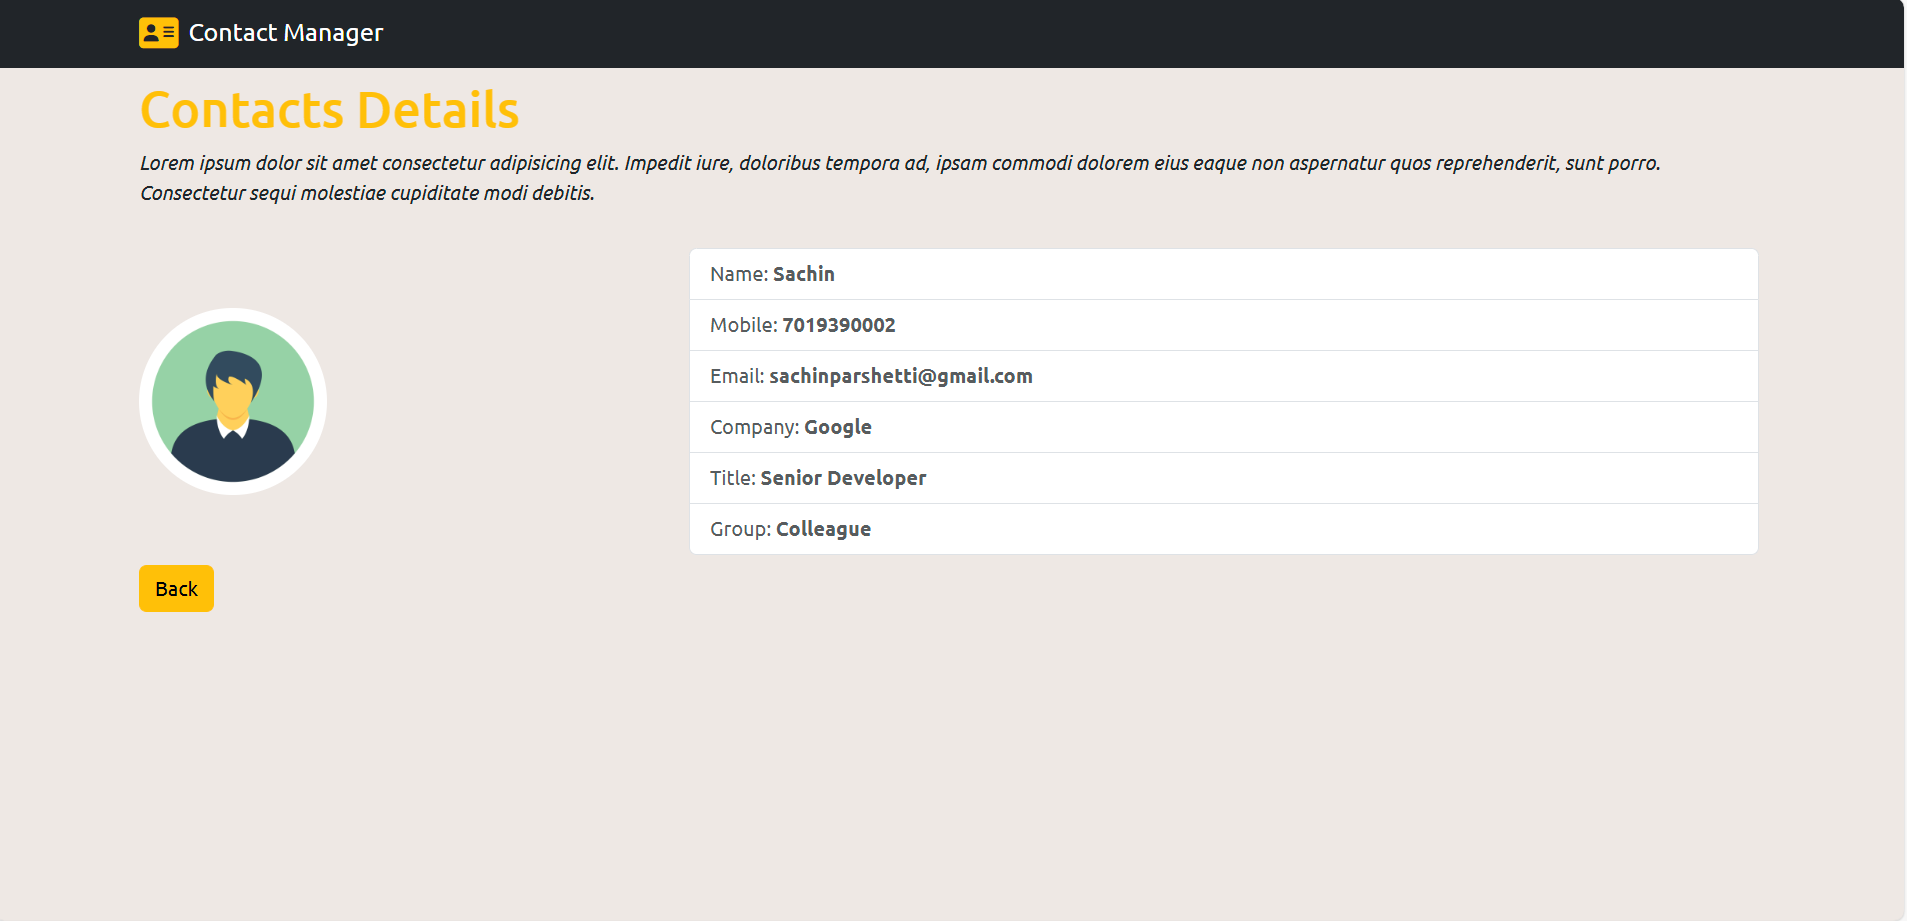 Contact Manager
Contacts Details
Lorem ipsum dolor sit amet consectetur adipisicing elit. Impedit iure, doloribus tempora ad, ipsam commodi dolorem eius eaque non aspernatur quos reprehenderit, sunt porro.
Consectetur sequi molestiae cupiditate modi debitis.
Name: Sachin
Mobile: 7019390002
Email: sachinparshetti@gmail.com
Company: Google
Title: Senior Developer
Group: Colleague
Back